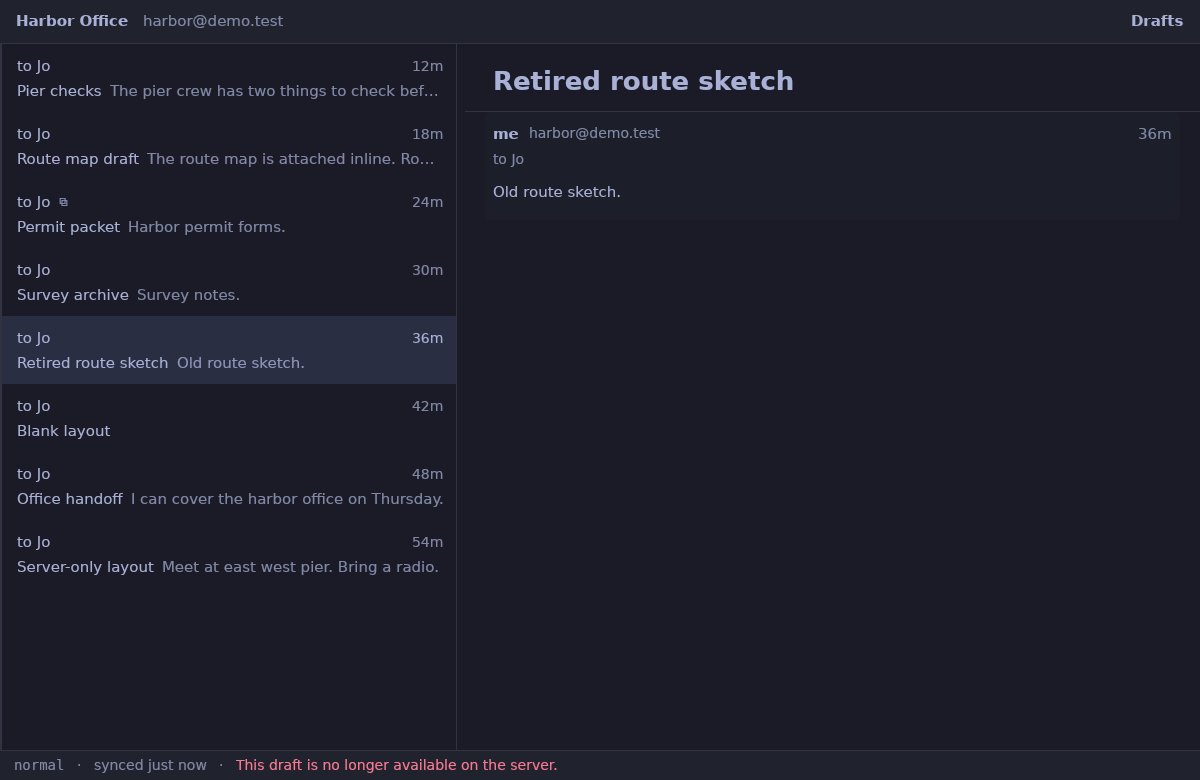 Harbor Office harbor@demo.test Drafts
to Jo 12m
Pier checks The pier crew has two things to check bef...
to Jo 18m
Route map draft The route map is attached inline. Ro...
to Jo 24m
Permit packet Harbor permit forms.
to Jo 30m
Survey archive Survey notes.
to Jo 36m
Retired route sketch Old route sketch.
to Jo 42m
Blank layout
to Jo 48m
Office handoff I can cover the harbor office on Thursday.
to Jo 54m
Server-only layout Meet at east west pier. Bring a radio.
Retired route sketch
me harbor@demo.test 36m
to Jo
Old route sketch.
normal · synced just now · This draft is no longer available on the server.